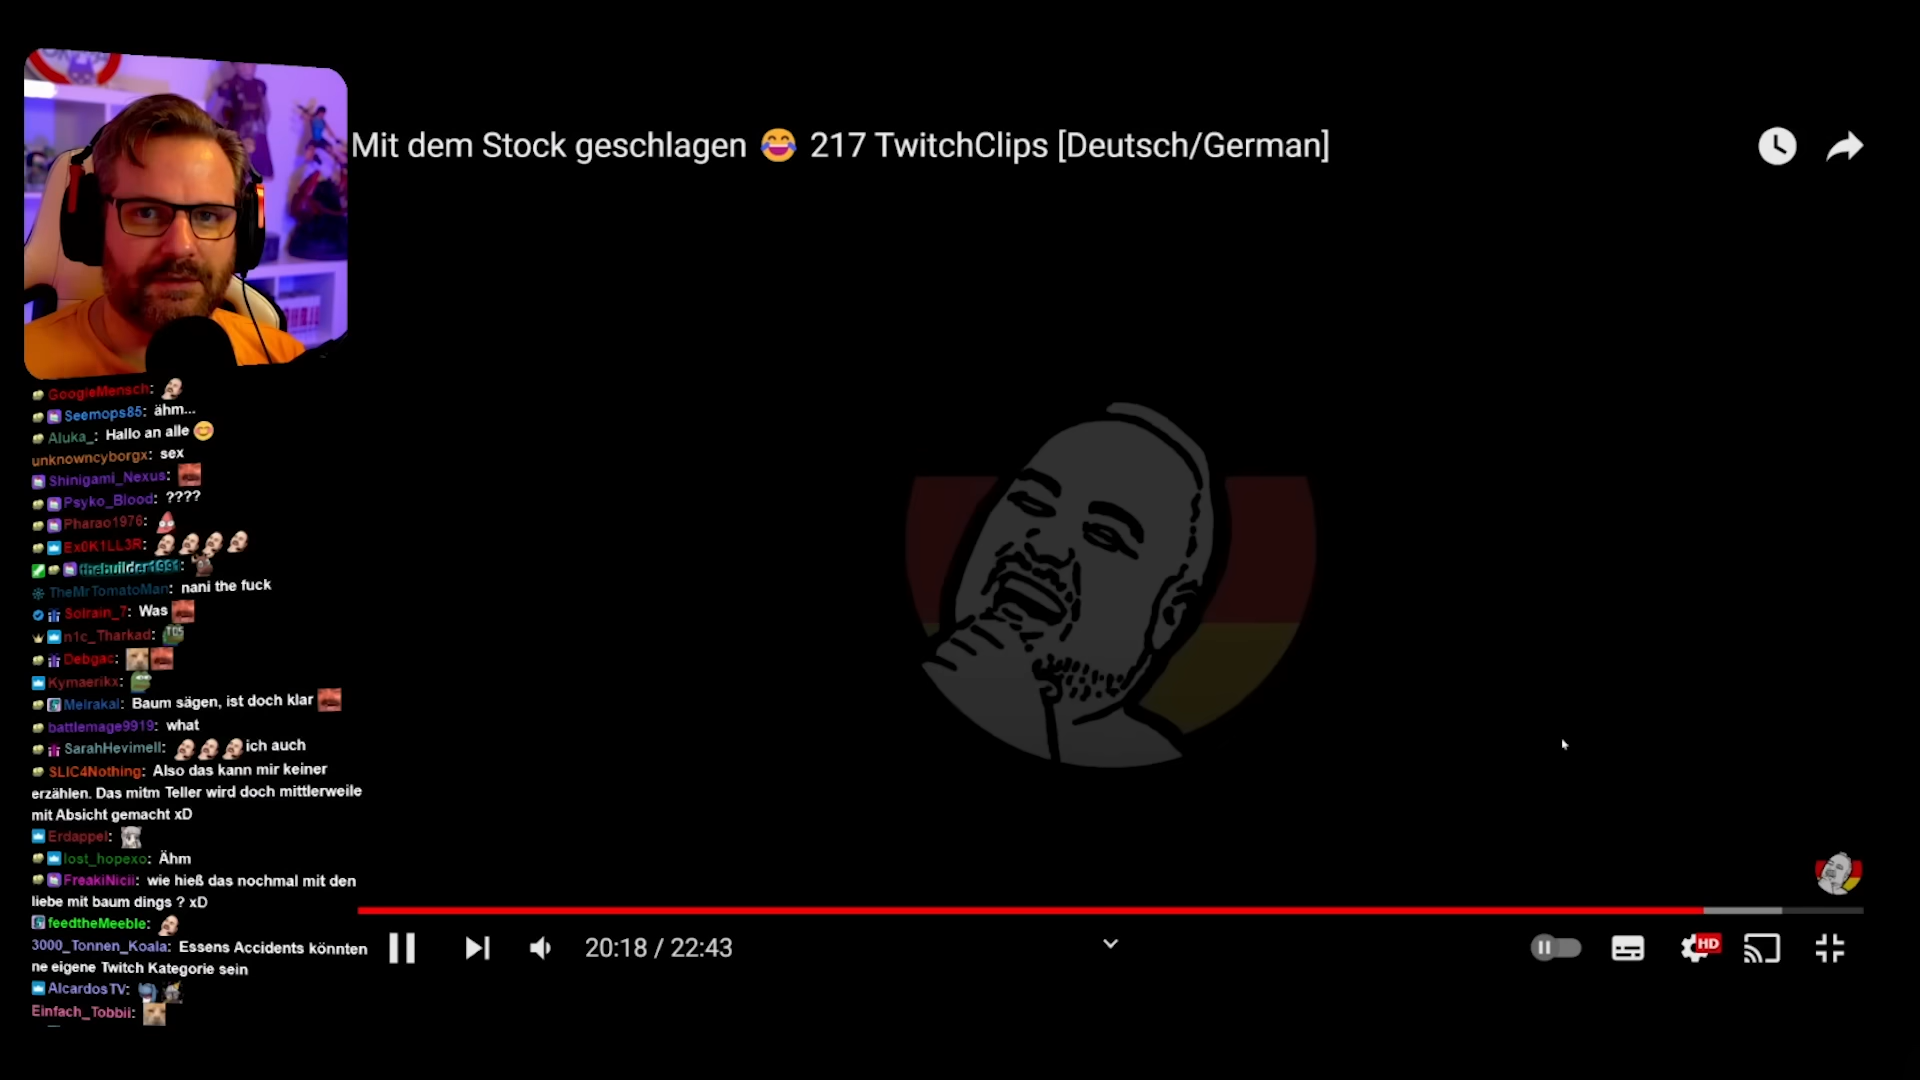 Mit dem Stock geschlagen 😂 217 TwitchClips [Deutsch/German]
GoogleMensch:
Seemops85: ähm...
Aluka_: Hallo an alle 😊
unknowncyborgx: sex
Shinigami_Nexus:
Psyko_Blood: ????
Pharao1976:
Ex0K1LL3R:
thebuilder1991:
TheMrTomatoMan: nani the fuck
Solrain_7: Was
n1c_Tharkad:
Debgac:
Kymaerikx:
Melrakal: Baum sägen, ist doch klar
battlemage9919: what
SarahHevimell: ich auch
SLIC4Nothing: Also das kann mir keiner
erzählen. Das mitm Teller wird doch mittlerweile
mit Absicht gemacht xD
Erdappel:
lost_hopexo: Ähm
FreakiNicii: wie hieß das nochmal mit den
liebe mit baum dings ? xD
feedtheMeeble:
3000_Tonnen_Koala: Essens Accidents könnten
ne eigene Twitch Kategorie sein
AlcardosTV:
Einfach_Tobbii:
20:18 / 22:43
HD